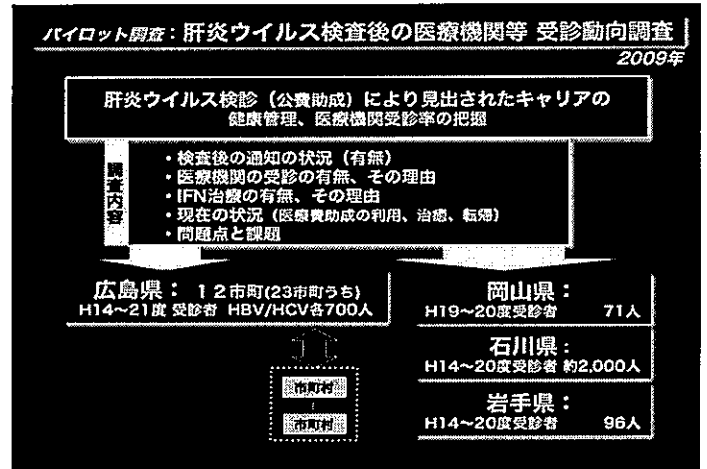 パイロット調査：肝炎ウイルス検査後の医療機関等 受診動向調査
2009年
肝炎ウイルス検診（公費助成）により見出されたキャリアの
健康管理、医療機関受診率の把握
調査内容
・検査後の通知の状況（有無）
・医療機関の受診の有無、その理由
・IFN治療の有無、その理由
・現在の状況（医療費助成の利用、治癒、転帰）
・問題点と課題
広島県： １２市町(23市町うち)
H14～21度 受診者 HBV/HCV各700人
市町村
市町村
岡山県：
H19～20度受診者 71人
石川県：
H14～20度受診者 約2,000人
岩手県：
H14～20度受診者 96人